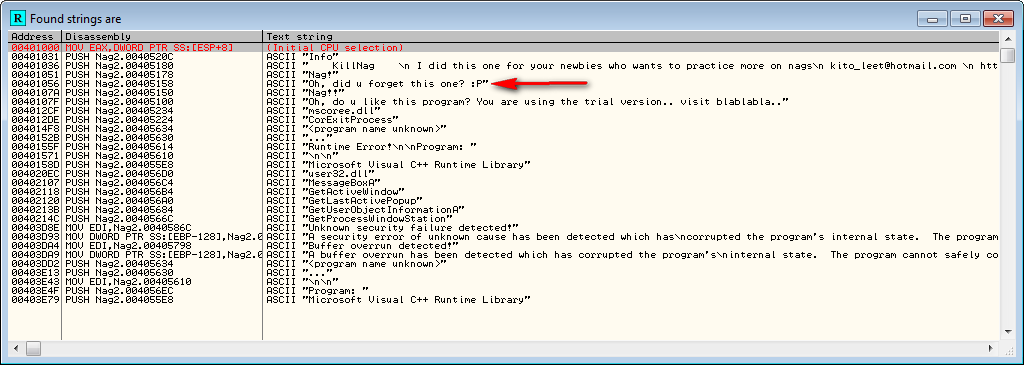 R Found strings are
Address Disassembly Text string
00401000 MOV EAX,DWORD PTR SS:[ESP+8] (Initial CPU selection)
00401031 PUSH Nag2.0040520C ASCII "Info"
00401036 PUSH Nag2.00405180 ASCII " KillNag \n I did this one for your newbies who wants to practice more on nags\n kito_leet@hotmail.com \n htt
00401051 PUSH Nag2.00405178 ASCII "Nag!"
00401056 PUSH Nag2.00405158 ASCII "Oh, did u forget this one? :P"
0040107A PUSH Nag2.00405150 ASCII "Nag!!"
0040107F PUSH Nag2.00405100 ASCII "Oh, do u like this program? You are using the trial version.. visit blablabla.."
004012CF PUSH Nag2.00405234 ASCII "mscoree.dll"
004012DE PUSH Nag2.00405224 ASCII "CorExitProcess"
004014F8 PUSH Nag2.00405634 ASCII "<program name unknown>"
0040152B PUSH Nag2.00405630 ASCII "..."
0040155F PUSH Nag2.00405614 ASCII "Runtime Error!\n\nProgram: "
00401571 PUSH Nag2.00405610 ASCII "\n\n"
0040158D PUSH Nag2.004055E8 ASCII "Microsoft Visual C++ Runtime Library"
004020EC PUSH Nag2.004056D0 ASCII "user32.dll"
00402107 PUSH Nag2.004056C4 ASCII "MessageBoxA"
00402118 PUSH Nag2.004056B4 ASCII "GetActiveWindow"
00402120 PUSH Nag2.004056A0 ASCII "GetLastActivePopup"
0040213B PUSH Nag2.00405684 ASCII "GetUserObjectInformationA"
0040214C PUSH Nag2.0040566C ASCII "GetProcessWindowStation"
00403D8E MOV EDI,Nag2.0040586C ASCII "Unknown security failure detected!"
00403D93 MOV DWORD PTR SS:[EBP-128],Nag2.0 ASCII "A security error of unknown cause has been detected which has\ncorrupted the program's internal state. The program
00403DA4 MOV EDI,Nag2.00405798 ASCII "Buffer overrun detected!"
00403DA9 MOV DWORD PTR SS:[EBP-128],Nag2.0 ASCII "A buffer overrun has been detected which has corrupted the program's\ninternal state. The program cannot safely co
00403DD2 PUSH Nag2.00405634 ASCII "<program name unknown>"
00403E13 PUSH Nag2.00405630 ASCII "..."
00403E43 MOV EDI,Nag2.00405610 ASCII "\n\n"
00403E4F PUSH Nag2.004056EC ASCII "Program: "
00403E79 PUSH Nag2.004055E8 ASCII "Microsoft Visual C++ Runtime Library"